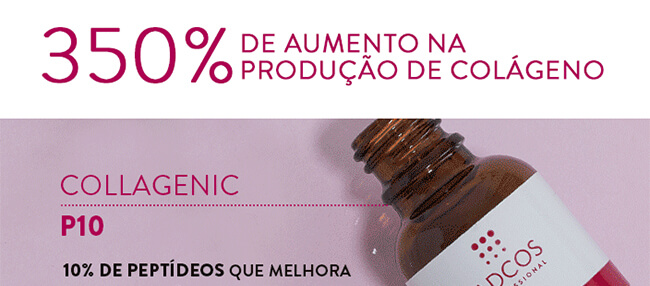 350% DE AUMENTO NA
PRODUÇÃO DE COLÁGENO
COLLAGENIC
P10
10% DE PEPTÍDEOS QUE MELHORA